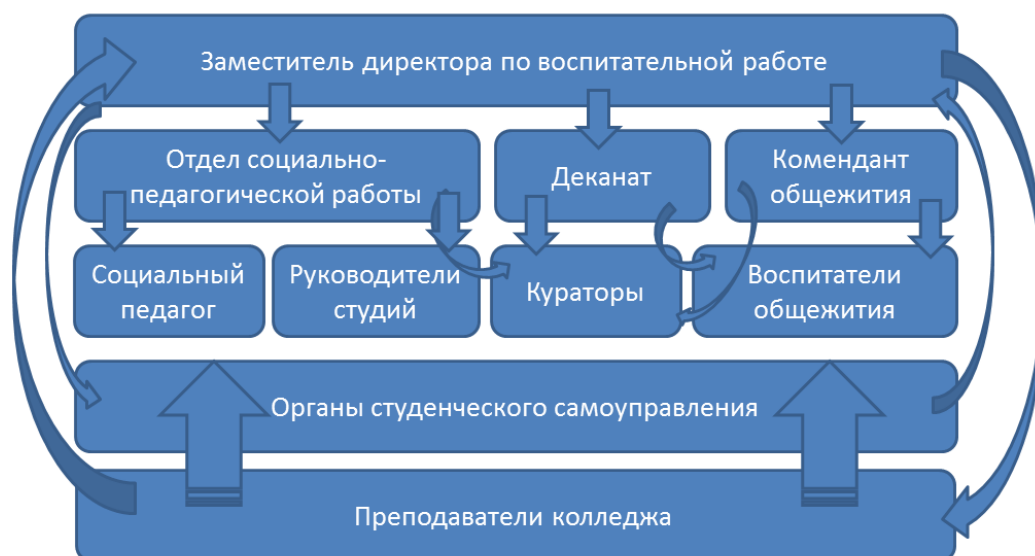 Заместитель директора по воспитательной работе
Отдел социально-
педагогической работы
Деканат
Комендант
общежития
Социальный
педагог
Руководители
студий
Кураторы
Воспитатели
общежития
Органы студенческого самоуправления
Преподаватели колледжа